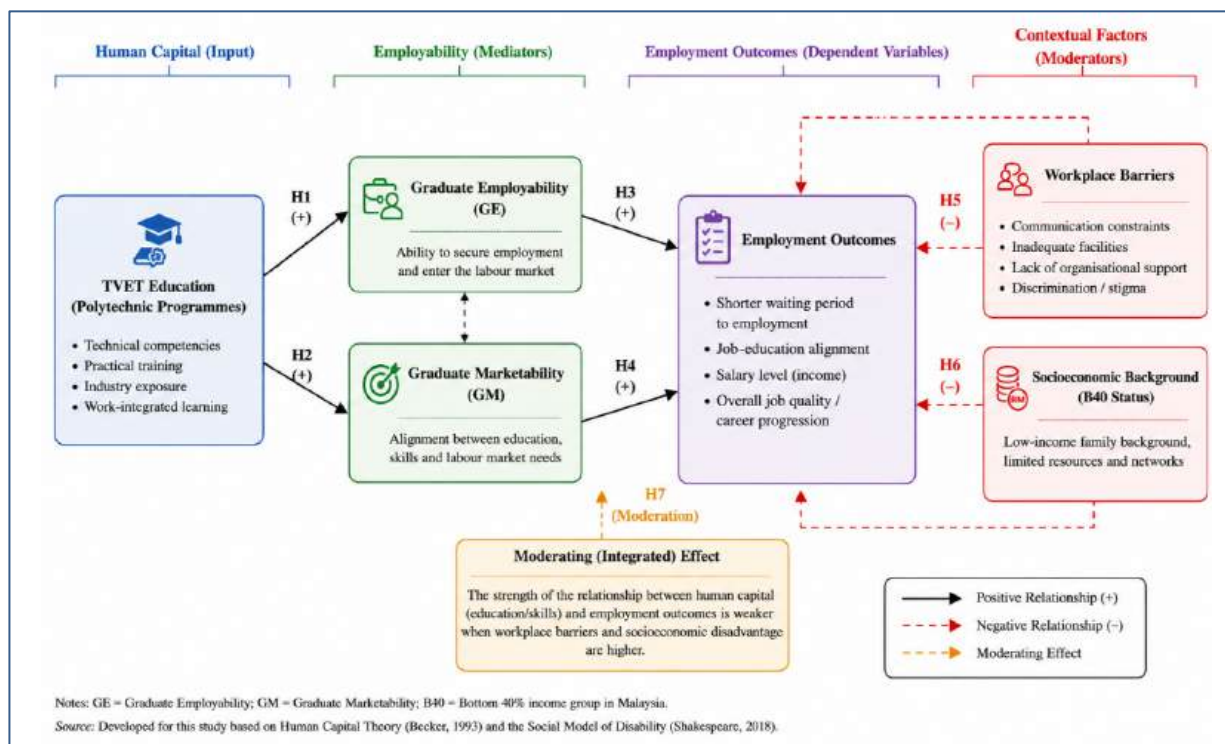 Human Capital (Input)
Employability (Mediators)
Employment Outcomes (Dependent Variables)
Contextual Factors
(Moderators)
TVET Education
(Polytechnic Programmes)
• Technical competencies
• Practical training
• Industry exposure
• Work-integrated learning
H1
(+)
H2
(+)
Graduate Employability
(GE)
Ability to secure employment
and enter the labour market
Graduate Marketability
(GM)
Alignment between education,
skills and labour market needs
H3
(+)
H4
(+)
Employment Outcomes
• Shorter waiting period
to employment
• Job–education alignment
• Salary level (income)
• Overall job quality /
career progression
H5
(−)
H6
(−)
Workplace Barriers
• Communication constraints
• Inadequate facilities
• Lack of organisational support
• Discrimination / stigma
RM
Socioeconomic Background
(B40 Status)
Low-income family background,
limited resources and networks
H7
(Moderation)
Moderating (Integrated) Effect
The strength of the relationship between human capital
(education/skills) and employment outcomes is weaker
when workplace barriers and socioeconomic disadvantage
are higher.
Positive Relationship (+)
Negative Relationship (−)
Moderating Effect
Notes: GE = Graduate Employability; GM = Graduate Marketability; B40 = Bottom 40% income group in Malaysia.
Source: Developed for this study based on Human Capital Theory (Becker, 1993) and the Social Model of Disability (Shakespeare, 2018).